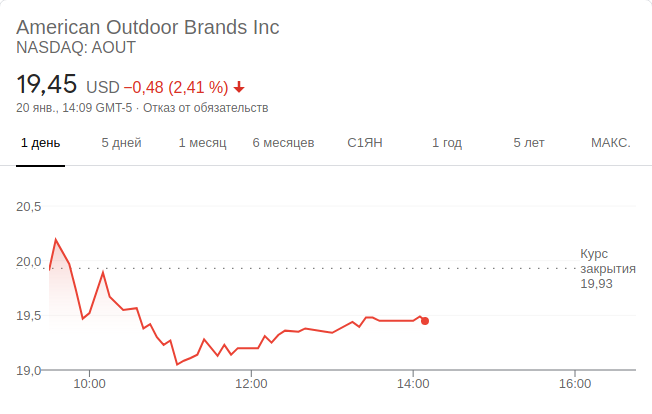 American Outdoor Brands Inc
NASDAQ: AOUT
19,45 USD −0,48 (2,41 %)
20 янв., 14:09 GMT-5 · Отказ от обязательств
1 день 5 дней 1 месяц 6 месяцев С1ЯН 1 год 5 лет МАКС.
20,5
20,0
19,5
19,0
Курс
закрытия
19,93
10:00 12:00 14:00 16:00